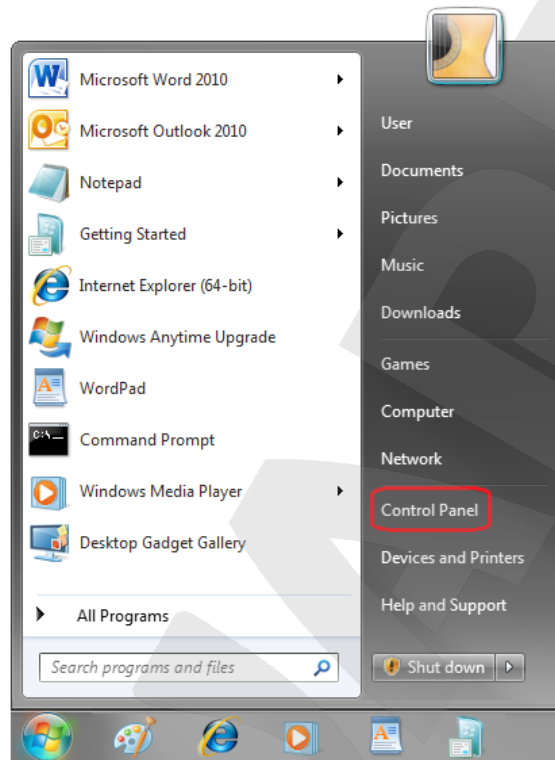 Microsoft Word 2010
Microsoft Outlook 2010
Notepad
Getting Started
Internet Explorer (64-bit)
Windows Anytime Upgrade
WordPad
C:\_
Command Prompt
Windows Media Player
Desktop Gadget Gallery
All Programs
Search programs and files
User
Documents
Pictures
Music
Downloads
Games
Computer
Network
Control Panel
Devices and Printers
Help and Support
Shut down